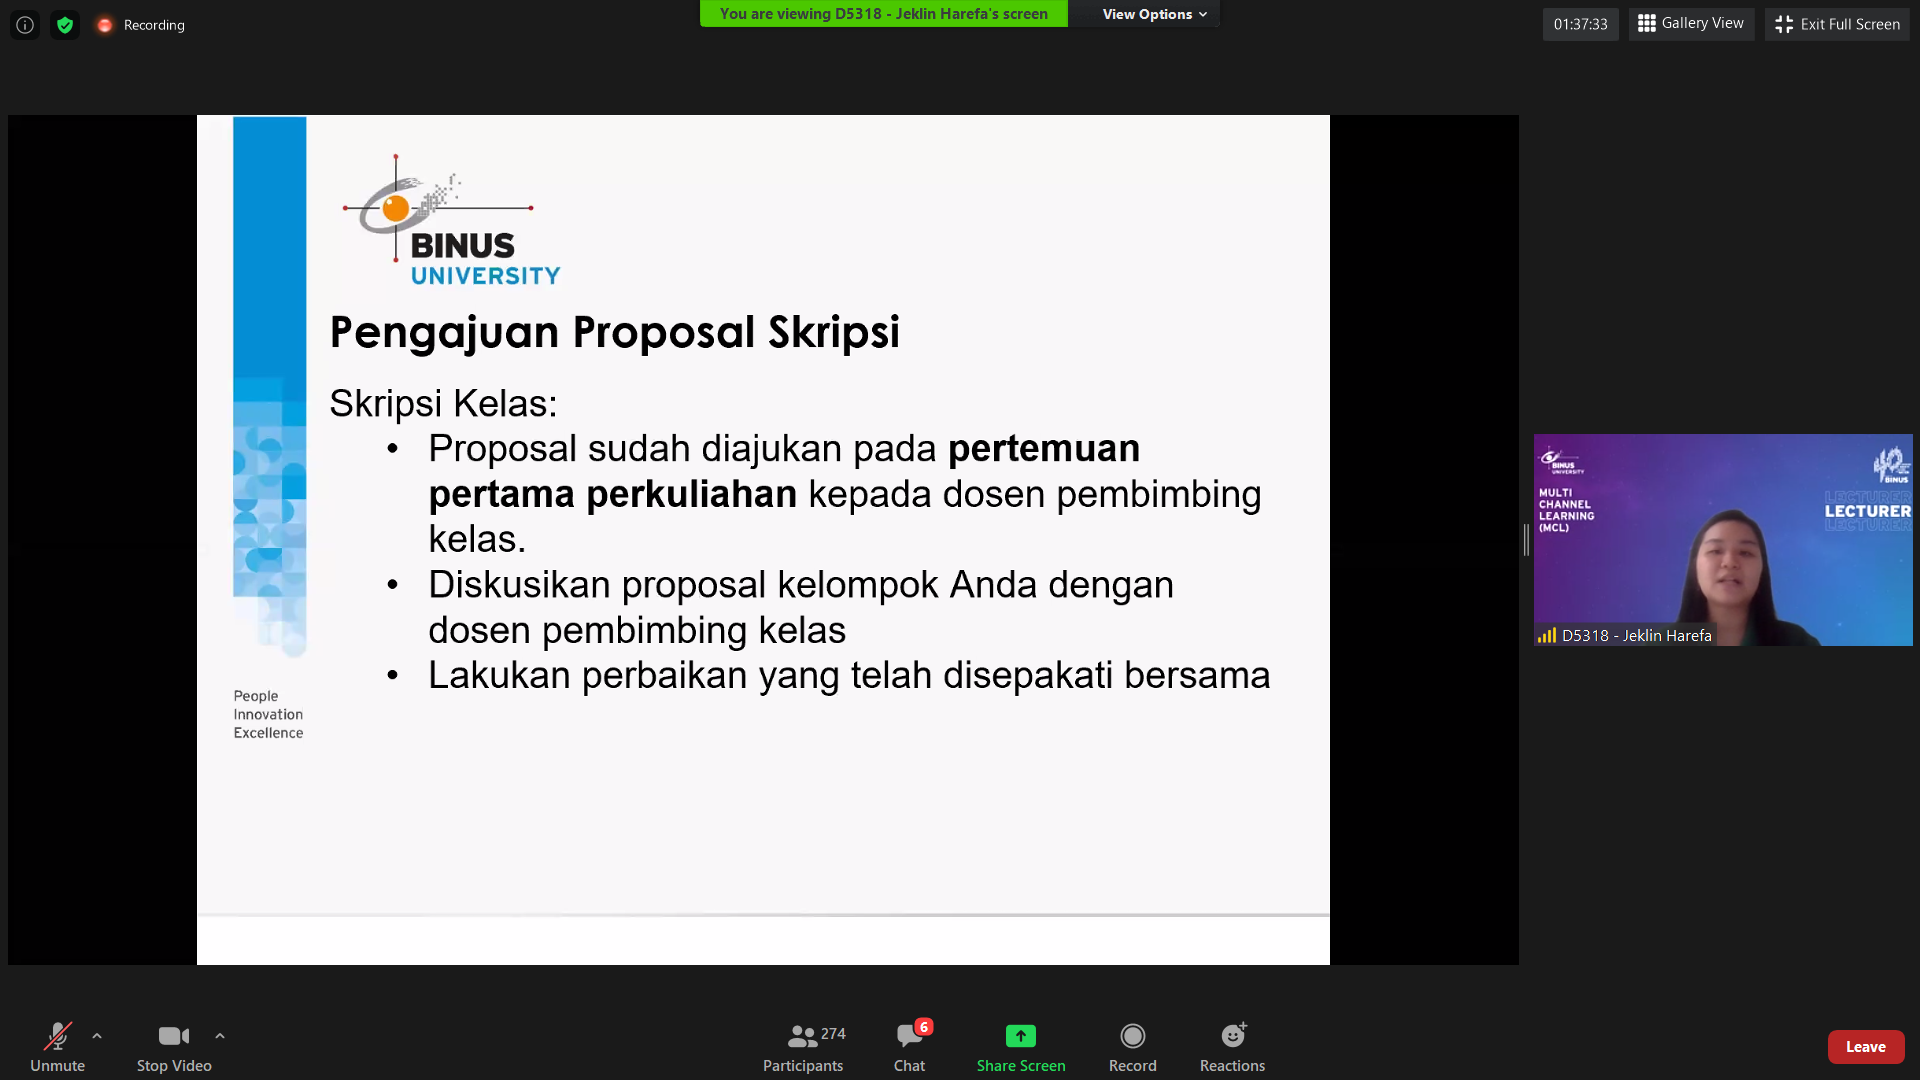 Recording
You are viewing D5318 - Jeklin Harefa's screen
View Options
01:37:33
Gallery View
Exit Full Screen
BINUS
UNIVERSITY
Pengajuan Proposal Skripsi
Skripsi Kelas:
• Proposal sudah diajukan pada pertemuan
pertama perkuliahan kepada dosen pembimbing
kelas.
• Diskusikan proposal kelompok Anda dengan
dosen pembimbing kelas
• Lakukan perbaikan yang telah disepakati bersama
People
Innovation
Excellence
BINUS
UNIVERSITY
MULTI
CHANNEL
LEARNING
(MCL)
40
BINUS
LECTURER
LECTURER
LECTURER
D5318 - Jeklin Harefa
Unmute
Stop Video
274
Participants
6
Chat
Share Screen
Record
Reactions
Leave